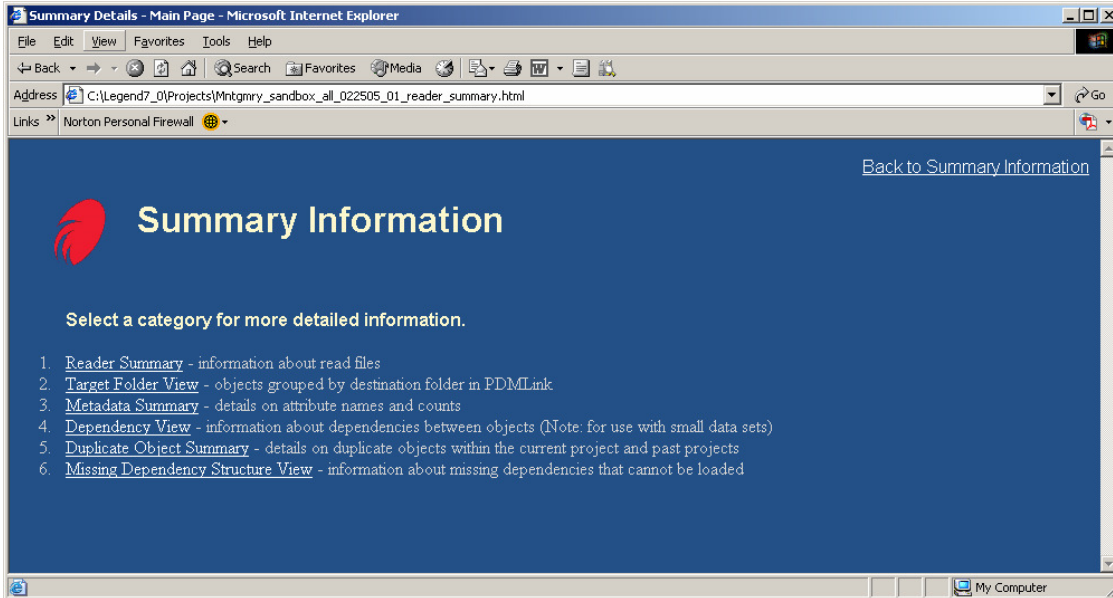 Summary Details - Main Page - Microsoft Internet Explorer
File Edit View Favorites Tools Help
Back Search Favorites Media
Address C:\Legend7_0\Projects\Mntgmry_sandbox_all_022505_01_reader_summary.html Go
Links » Norton Personal Firewall
Back to Summary Information
Summary Information
Select a category for more detailed information.
1. Reader Summary - information about read files
2. Target Folder View - objects grouped by destination folder in PDMLink
3. Metadata Summary - details on attribute names and counts
4. Dependency View - information about dependencies between objects (Note: for use with small data sets)
5. Duplicate Object Summary - details on duplicate objects within the current project and past projects
6. Missing Dependency Structure View - information about missing dependencies that cannot be loaded
My Computer